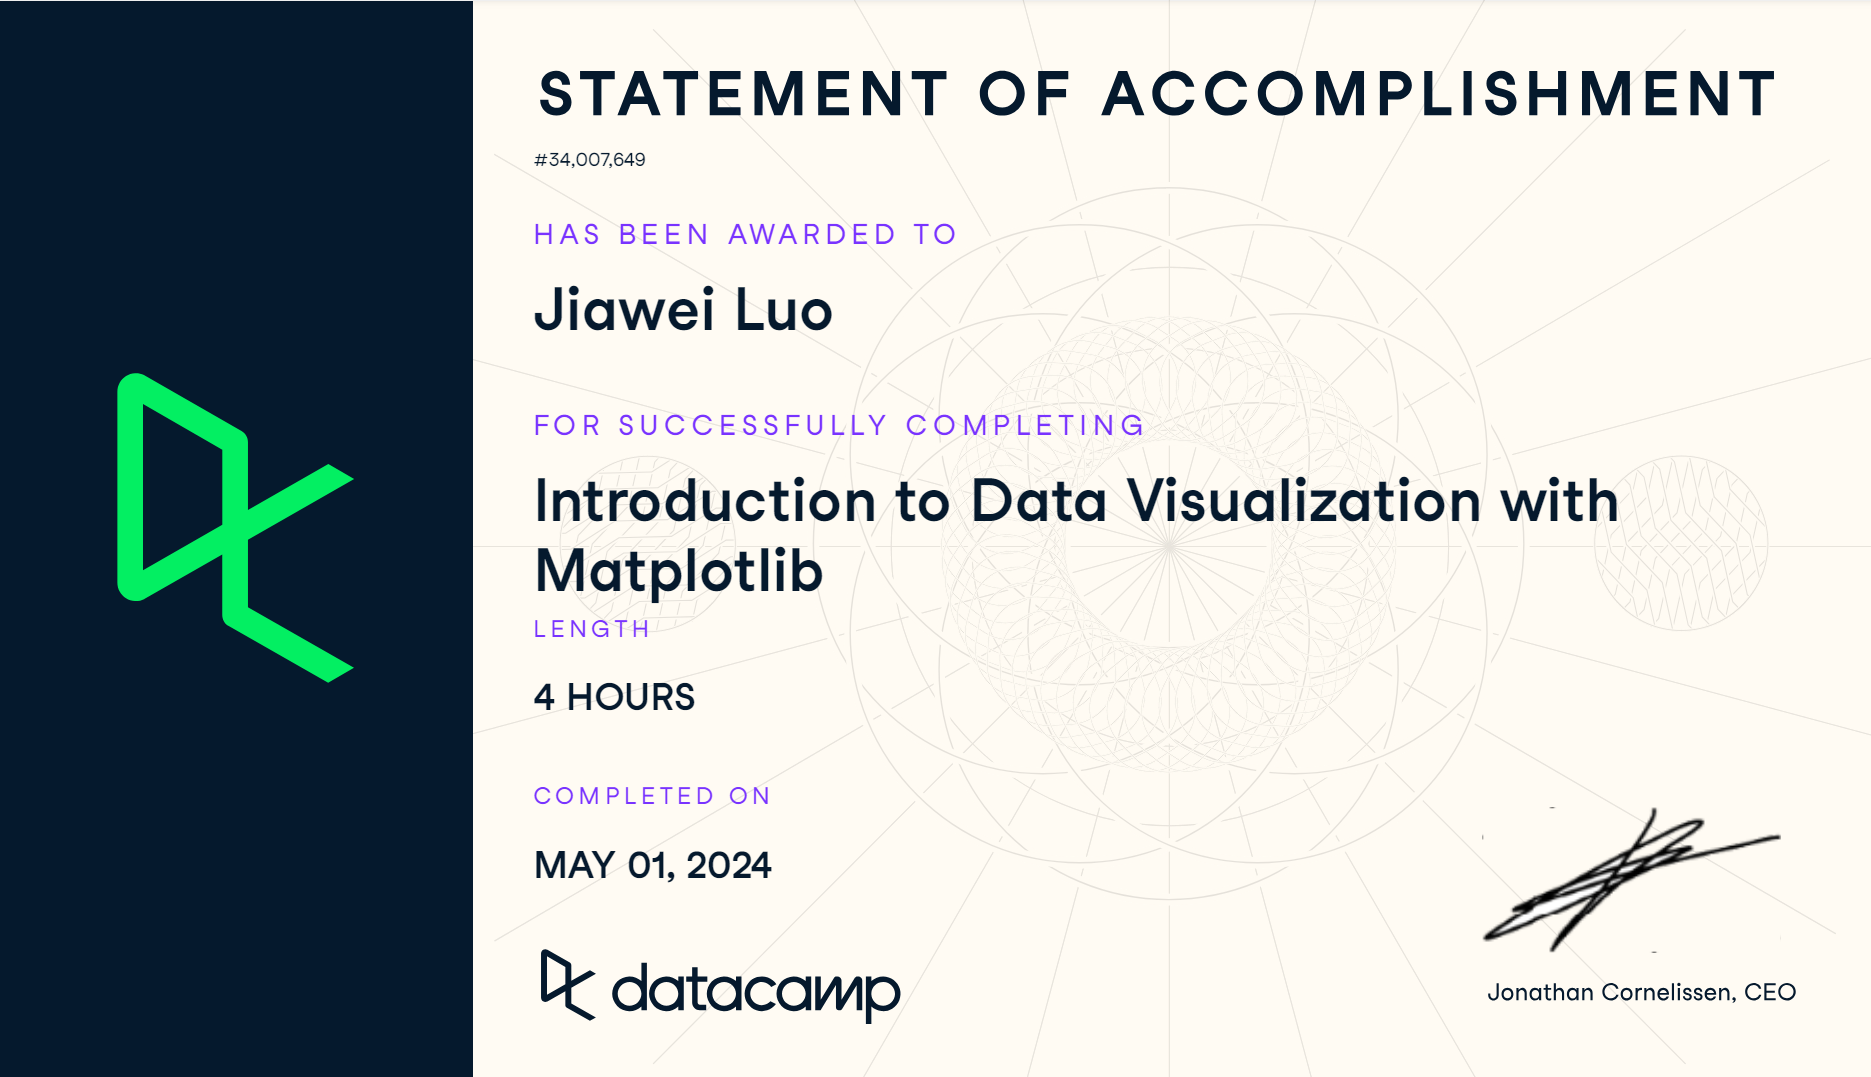 STATEMENT OF ACCOMPLISHMENT
#34,007,649
HAS BEEN AWARDED TO
Jiawei Luo
FOR SUCCESSFULLY COMPLETING
Introduction to Data Visualization with
Matplotlib
LENGTH
4 HOURS
COMPLETED ON
MAY 01, 2024
datacamp
Jonathan Cornelissen, CEO